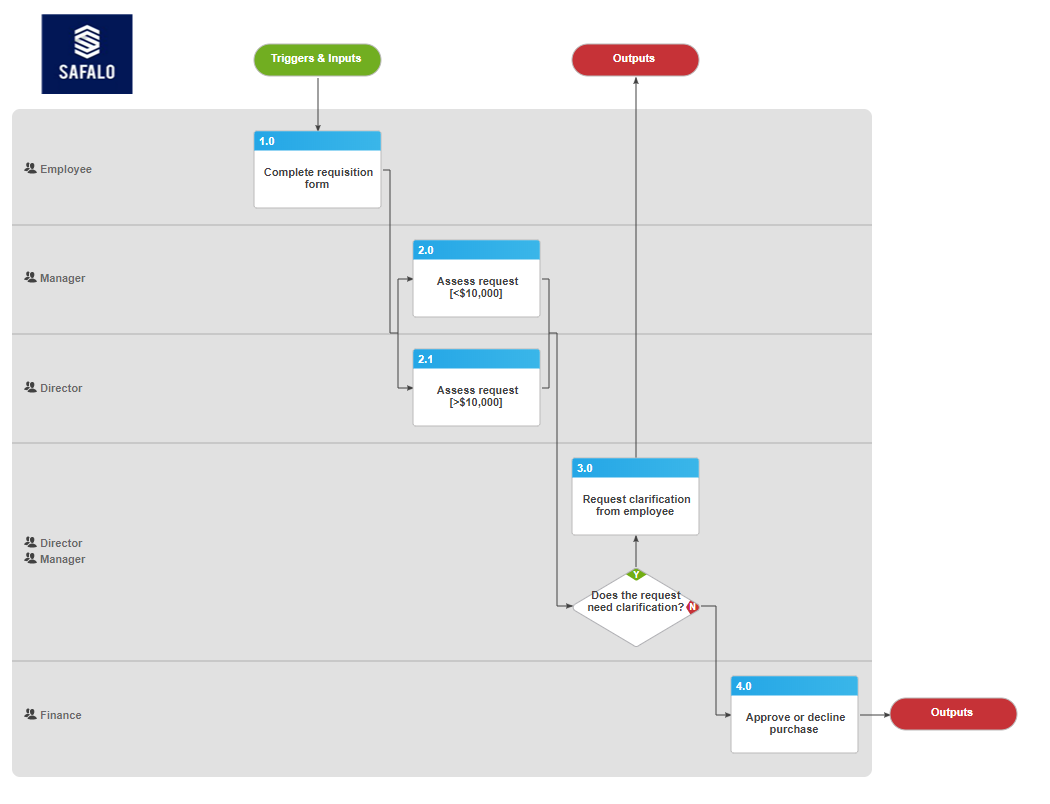 SAFALO
Triggers & Inputs
Outputs
Employee
1.0
Complete requisition
form
Manager
2.0
Assess request
[<$10,000]
Director
2.1
Assess request
[>$10,000]
Director
Manager
3.0
Request clarification
from employee
Y
Does the request
need clarification?
N
Finance
4.0
Approve or decline
purchase
Outputs